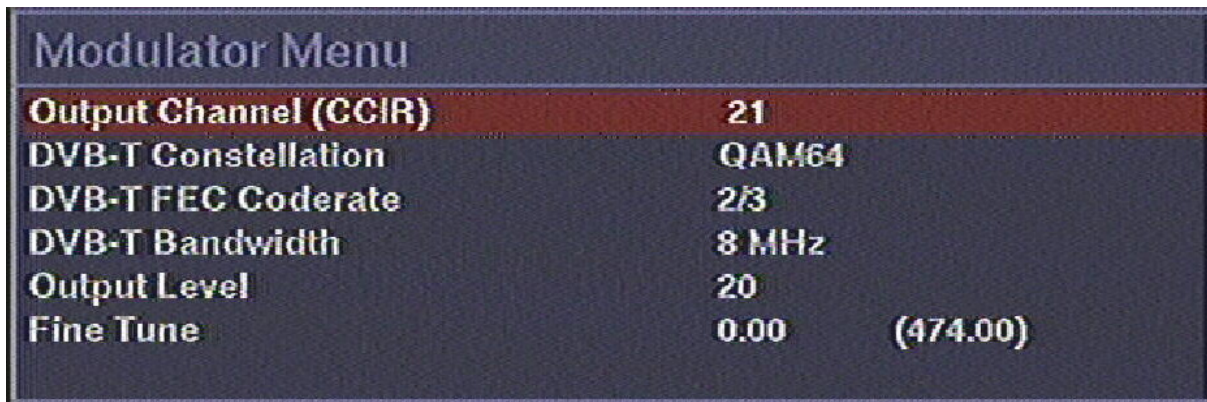 Modulator Menu
Output Channel (CCIR) 21
DVB-T Constellation QAM64
DVB-T FEC Coderate 2/3
DVB-T Bandwidth 8 MHz
Output Level 20
Fine Tune 0.00 (474.00)